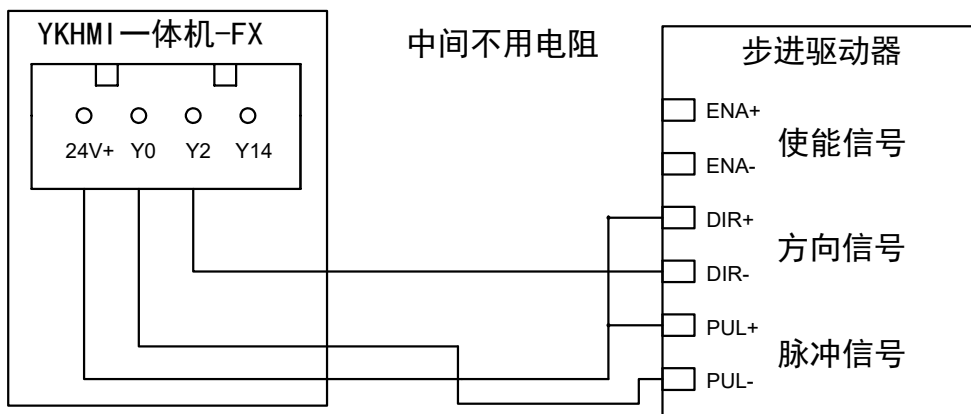 YKHMI一体机-FX
中间不用电阻
步进驱动器
24V+ Y0 Y2 Y14
ENA+
使能信号
ENA-
DIR+
方向信号
DIR-
PUL+
脉冲信号
PUL-